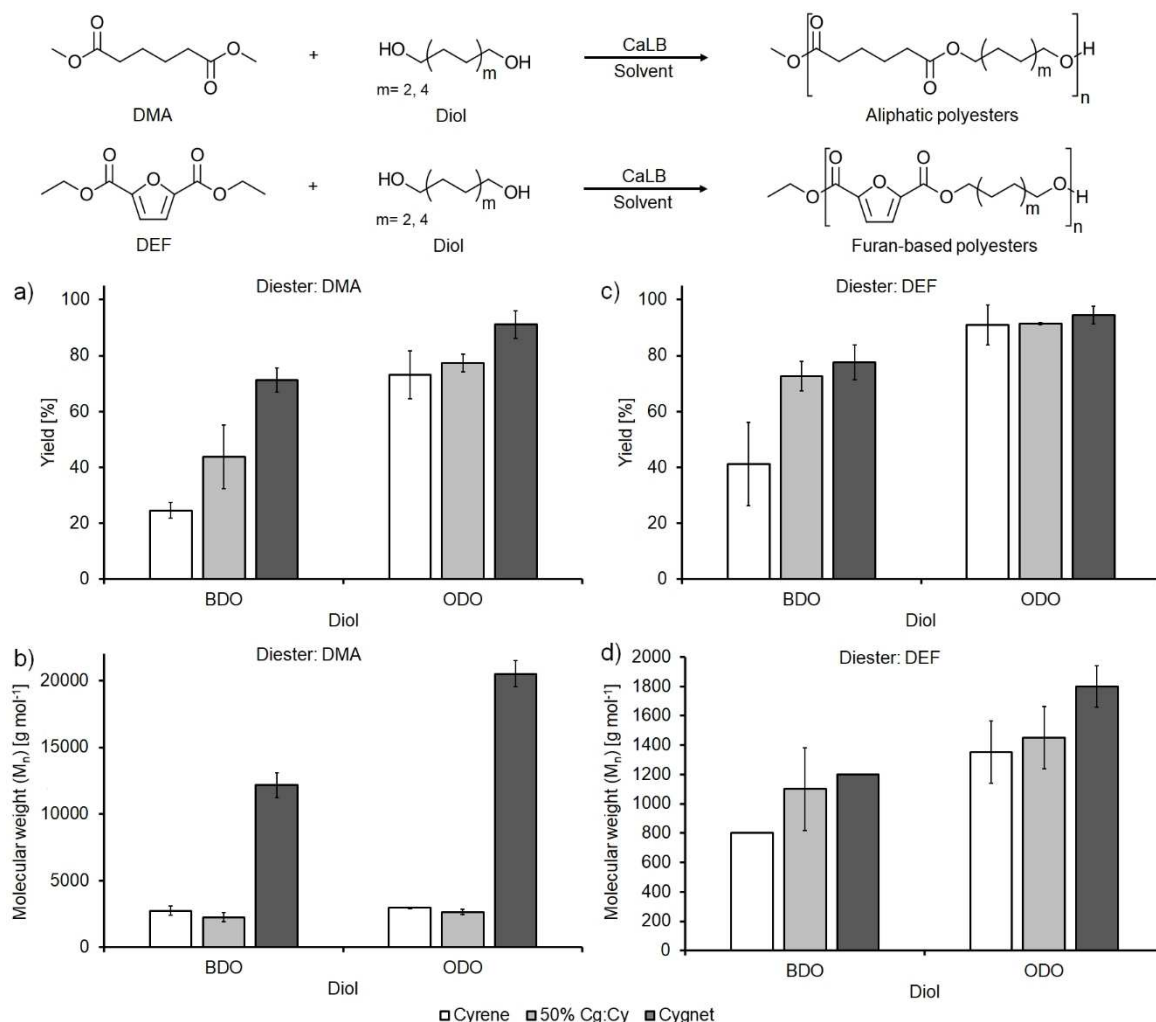 O
O
O
O
DMA
+
HO
OH
m
m= 2, 4
Diol
CaLB
Solvent
O
O
O
O
O
H
m
n
Aliphatic polyesters
O
O
O
O
O
DEF
+
HO
OH
m
m= 2, 4
Diol
CaLB
Solvent
O
O
O
O
O
O
H
m
n
Furan-based polyesters
a)
Diester: DMA
Yield [%]
100
80
60
40
20
0
BDO
ODO
Diol
c)
Diester: DEF
Yield [%]
100
80
60
40
20
0
BDO
ODO
Diol
b)
Diester: DMA
Molecular weight (Mn) [g mol-1]
20000
15000
10000
5000
0
BDO
ODO
Diol
d)
Diester: DEF
Molecular weight (Mn) [g mol-1]
2000
1800
1600
1400
1200
1000
800
600
400
200
0
BDO
ODO
Diol
Cyrene 50% Cg:Cy Cygnet